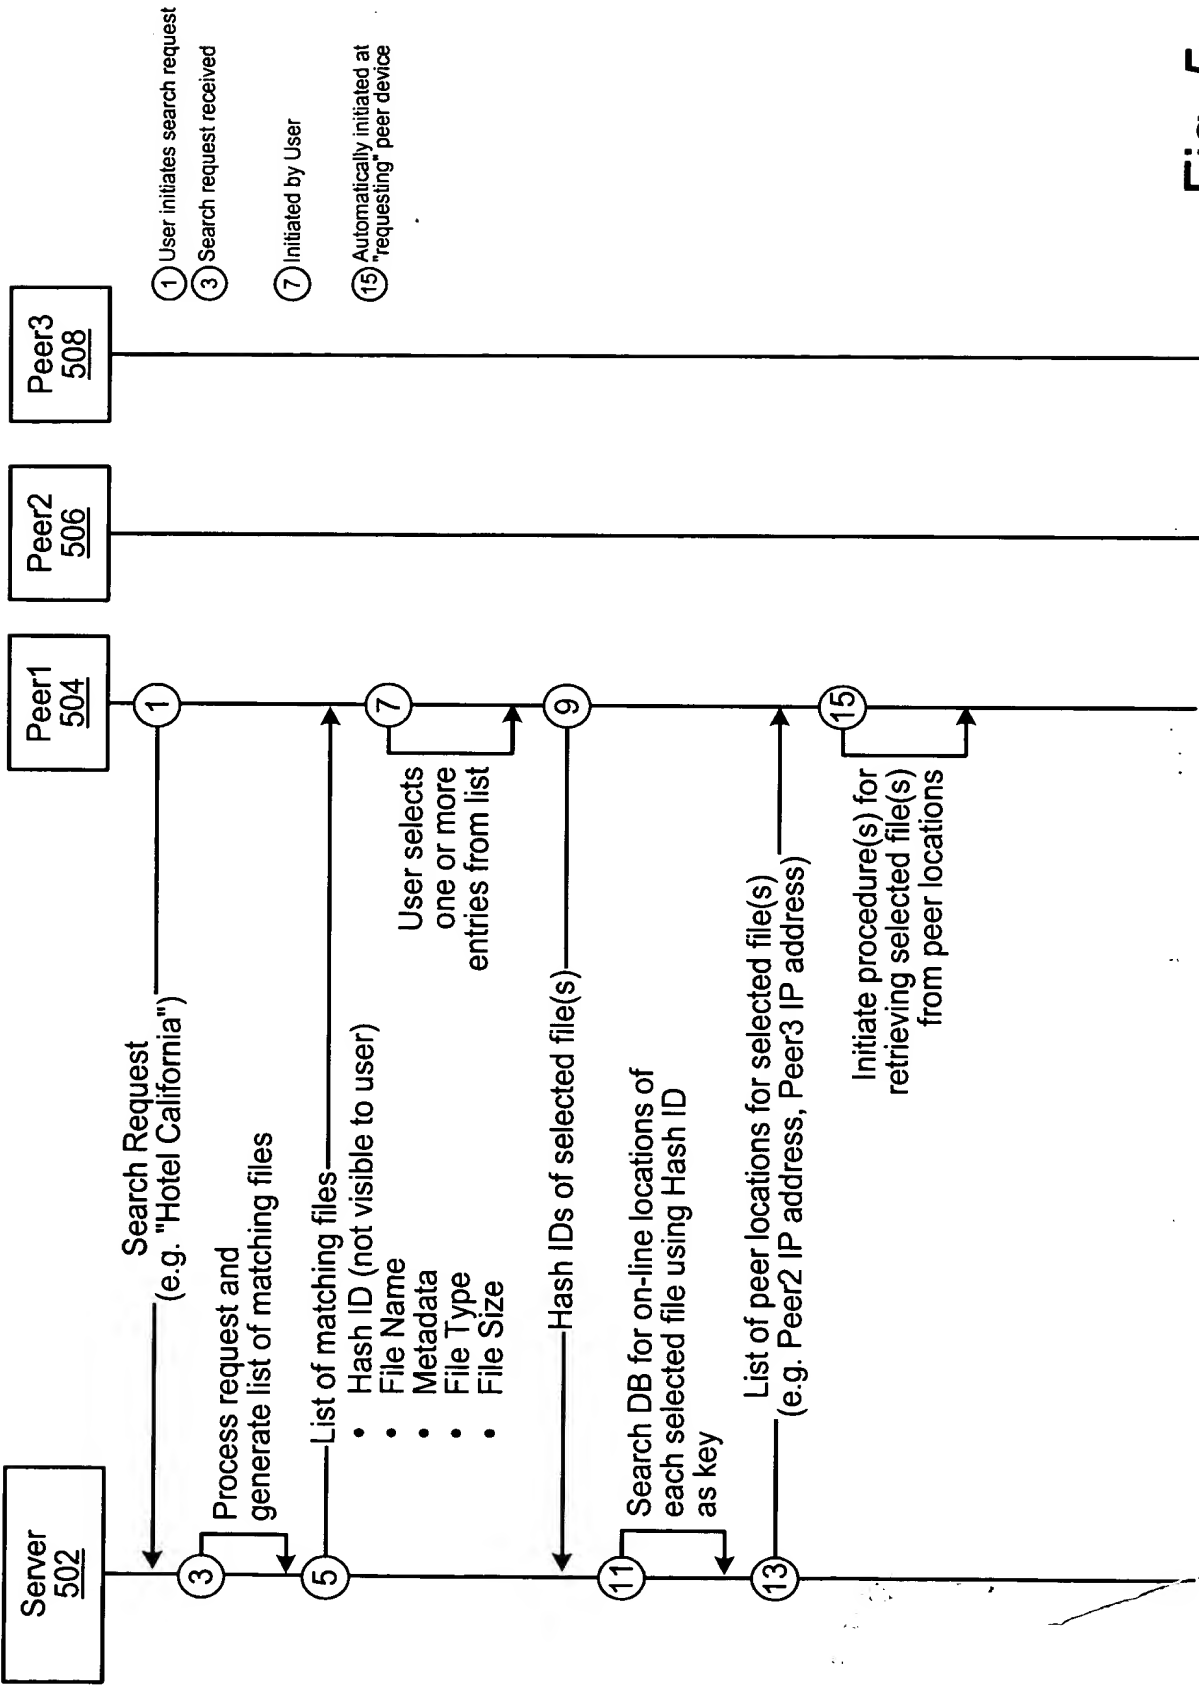 Server
502
Peer1
504
Peer2
506
Peer3
508
1 User initiates search request
3 Search request received
7 Initiated by User
15 Automatically initiated at
"requesting" peer device
1
Search Request
(e.g. "Hotel California")
3
Process request and
generate list of matching files
5
List of matching files
• Hash ID (not visible to user)
• File Name
• Metadata
• File Type
• File Size
7
User selects
one or more
entries from list
9
Hash IDs of selected file(s)
11
Search DB for on-line locations of
each selected file using Hash ID
as key
13
List of peer locations for selected file(s)
(e.g. Peer2 IP address, Peer3 IP address)
15
Initiate procedure(s) for
retrieving selected file(s)
from peer locations